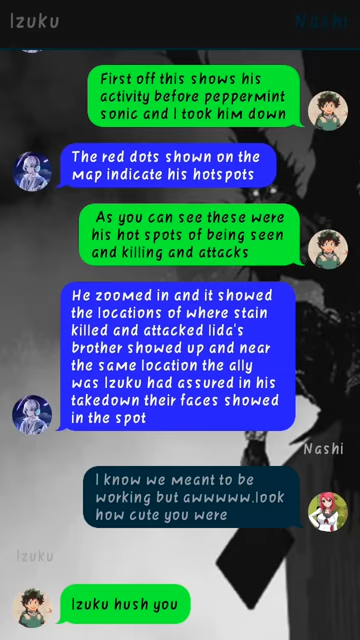 Izuku Nashi
First off this shows his
activity before peppermint
sonic and I took him down
The red dots shown on the
map indicate his hotspots
As you can see these were
his hot spots of being seen
and killing and attacks
He zoomed in and it showed
the locations of where stain
killed and attacked Iida's
brother showed up and near
the same location the ally
was Izuku had assured in his
takedown their faces showed
in the spot
Nashi
I know we meant to be
working but awwwww.look
how cute you were
Izuku
Izuku hush you